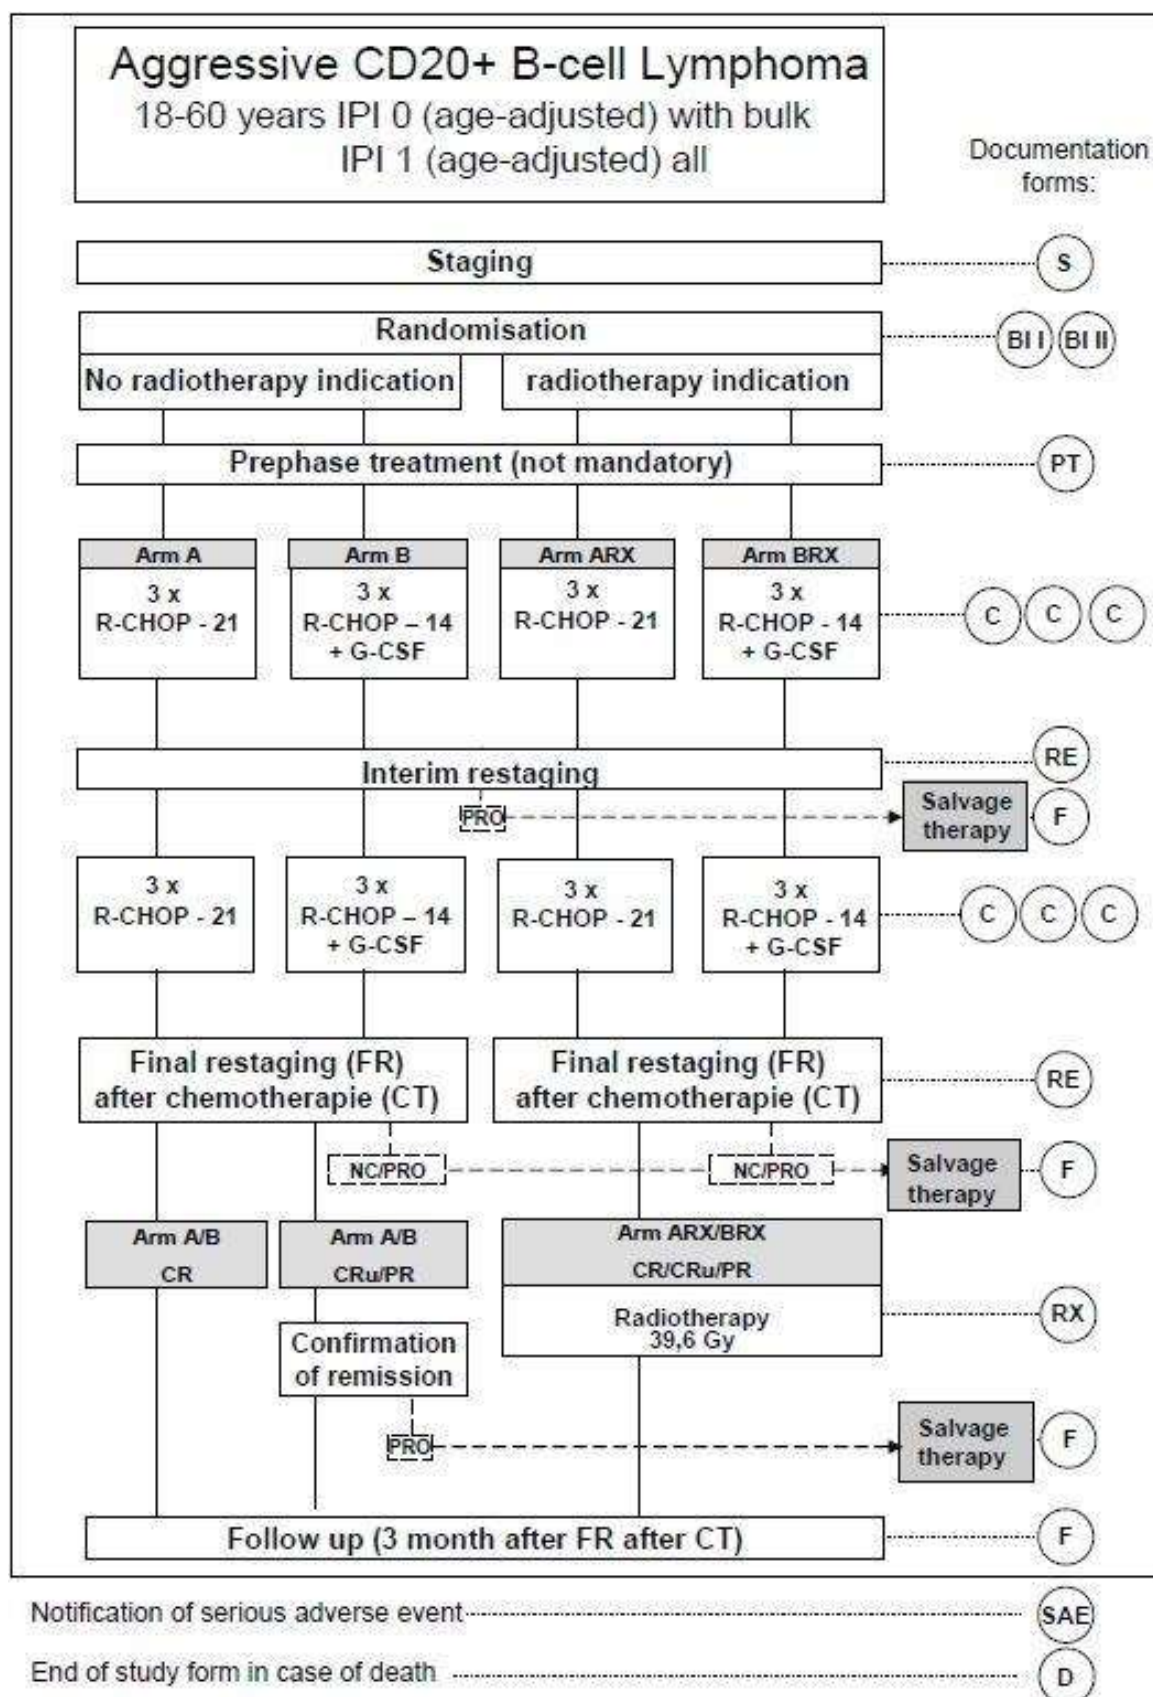 Aggressive CD20+ B-cell Lymphoma
18-60 years IPI 0 (age-adjusted) with bulk
IPI 1 (age-adjusted) all
Documentation
forms:
Staging
S
Randomisation
BI I
BI II
No radiotherapy indication
radiotherapy indication
Prephase treatment (not mandatory)
PT
Arm A
3 x
R-CHOP - 21
Arm B
3 x
R-CHOP – 14
+ G-CSF
Arm ARX
3 x
R-CHOP - 21
Arm BRX
3 x
R-CHOP - 14
+ G-CSF
C
C
C
Interim restaging
RE
PRO
Salvage
therapy
F
3 x
R-CHOP - 21
3 x
R-CHOP – 14
+ G-CSF
3 x
R-CHOP - 21
3 x
R-CHOP - 14
+ G-CSF
C
C
C
Final restaging (FR)
after chemotherapie (CT)
Final restaging (FR)
after chemotherapie (CT)
RE
NC/PRO
NC/PRO
Salvage
therapy
F
Arm A/B
CR
Arm A/B
CRu/PR
Arm ARX/BRX
CR/CRu/PR
Radiotherapy
39,6 Gy
RX
Confirmation
of remission
PRO
Salvage
therapy
F
Follow up (3 month after FR after CT)
F
Notification of serious adverse event
SAE
End of study form in case of death
D